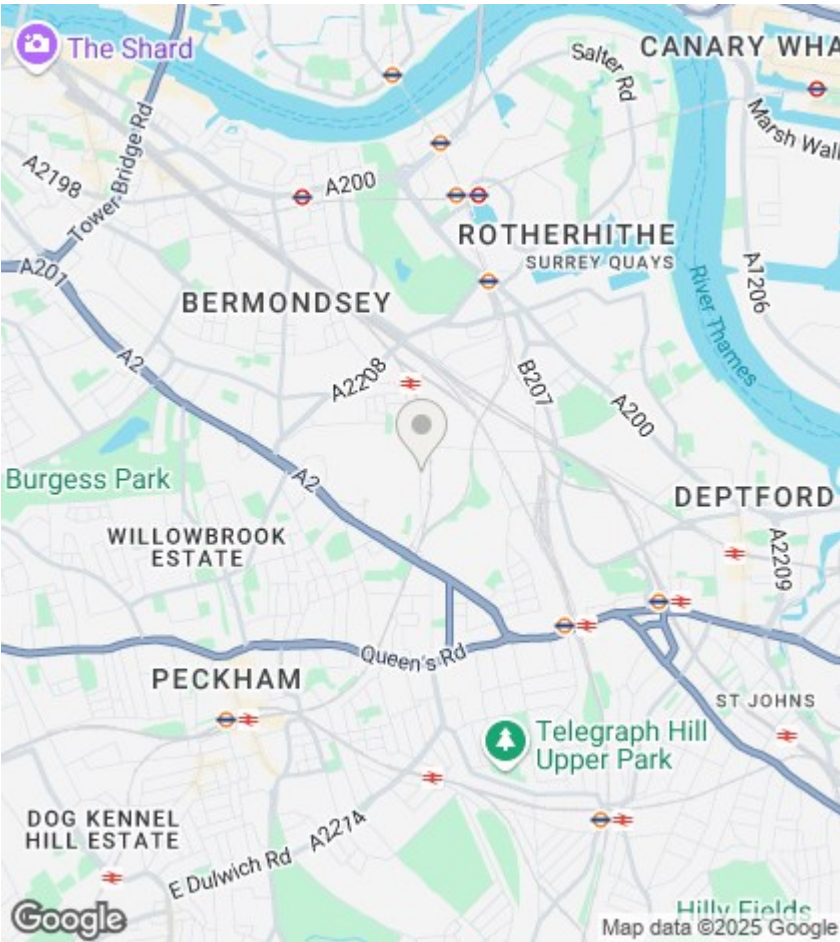 The Shard
CANARY WHA
Salter Rd
Marsh Wall
A2198
Tower Bridge Rd
A200
ROTHERHITHE
SURREY QUAYS
A201
A1206
River Thames
BERMONDSEY
A2
A2208
B207
A200
Burgess Park
A2
DEPTFORD
WILLOWBROOK
ESTATE
A2209
Queen's Rd
PECKHAM
ST JOHNS
Telegraph Hill
Upper Park
DOG KENNEL
HILL ESTATE
A2214
E Dulwich Rd
Hilly Fields
Google
Map data ©2025 Google